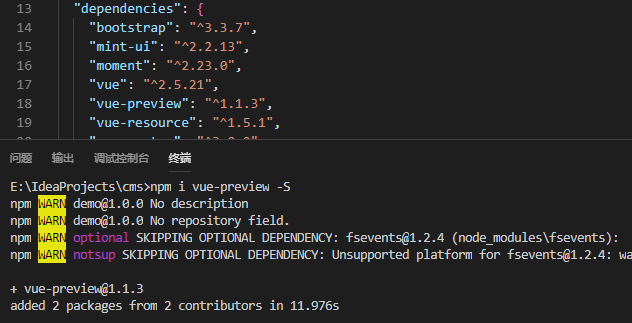 13 "dependencies": {
14 "bootstrap": "^3.3.7",
15 "mint-ui": "^2.2.13",
16 "moment": "^2.23.0",
17 "vue": "^2.5.21",
18 "vue-preview": "^1.1.3",
19 "vue-resource": "^1.5.1",
问题 输出 调试控制台 终端
E:\IdeaProjects\cms>npm i vue-preview -S
npm WARN demo@1.0.0 No description
npm WARN demo@1.0.0 No repository field.
npm WARN optional SKIPPING OPTIONAL DEPENDENCY: fsevents@1.2.4 (node_modules\fsevents):
npm WARN notsup SKIPPING OPTIONAL DEPENDENCY: Unsupported platform for fsevents@1.2.4: wa
+ vue-preview@1.1.3
added 2 packages from 2 contributors in 11.976s